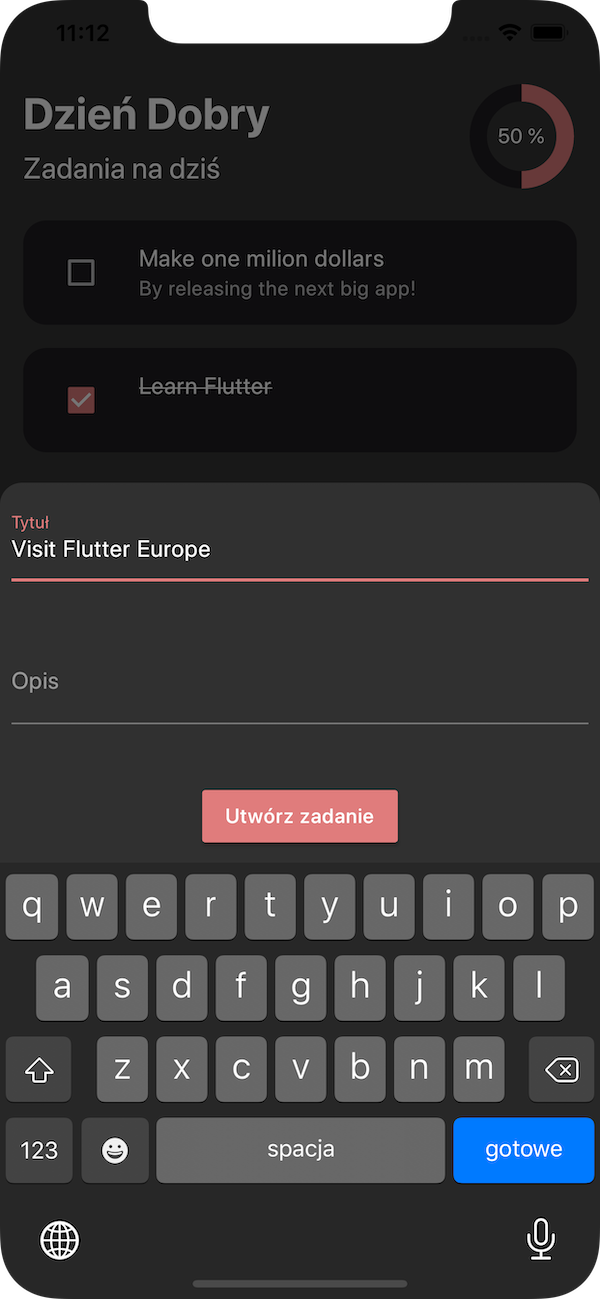 11:12
Dzień Dobry
Zadania na dziś
50 %
Make one milion dollars
By releasing the next big app!
Learn Flutter
Tytuł
Visit Flutter Europe
Opis
Utwórz zadanie
q w e r t y u i o p
a s d f g h j k l
z x c v b n m
123 spacja gotowe